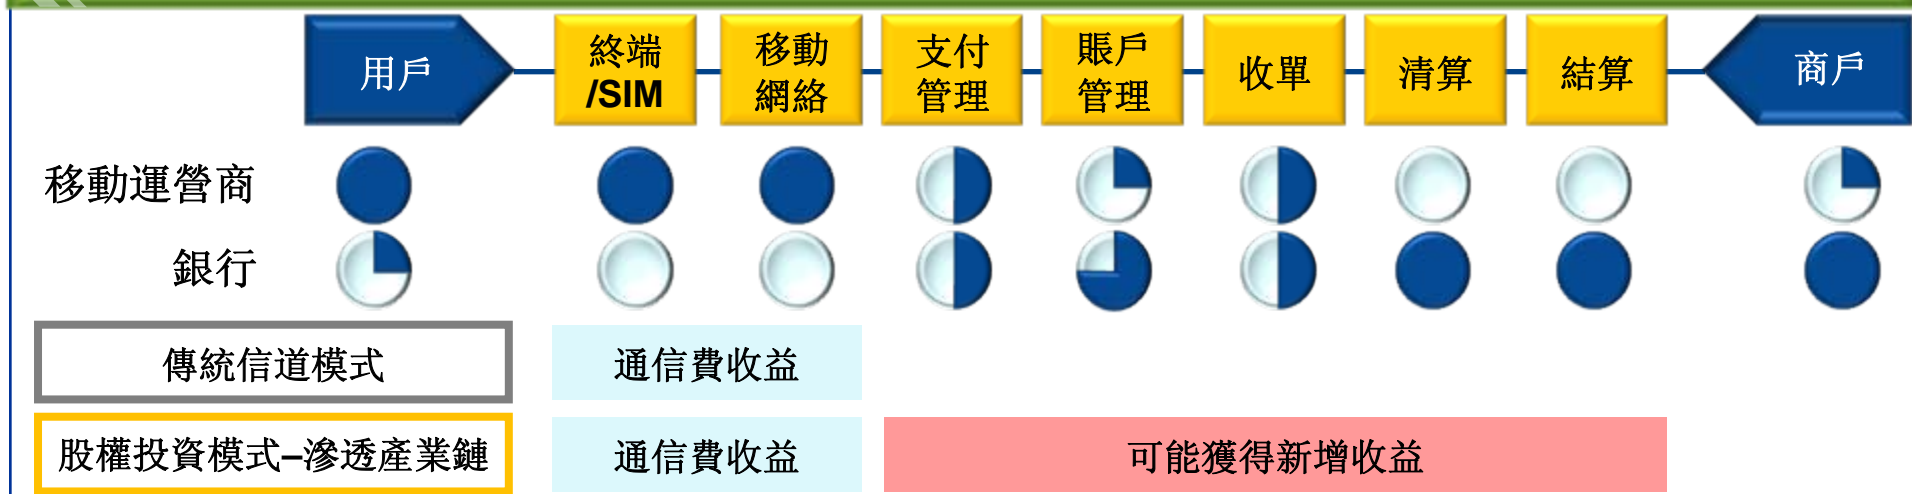 用戶
終端
/SIM
移動
網絡
支付
管理
賬戶
管理
收單
清算
結算
商戶
移動運營商
銀行
傳統信道模式
通信費收益
股權投資模式–滲透產業鏈
通信費收益
可能獲得新增收益